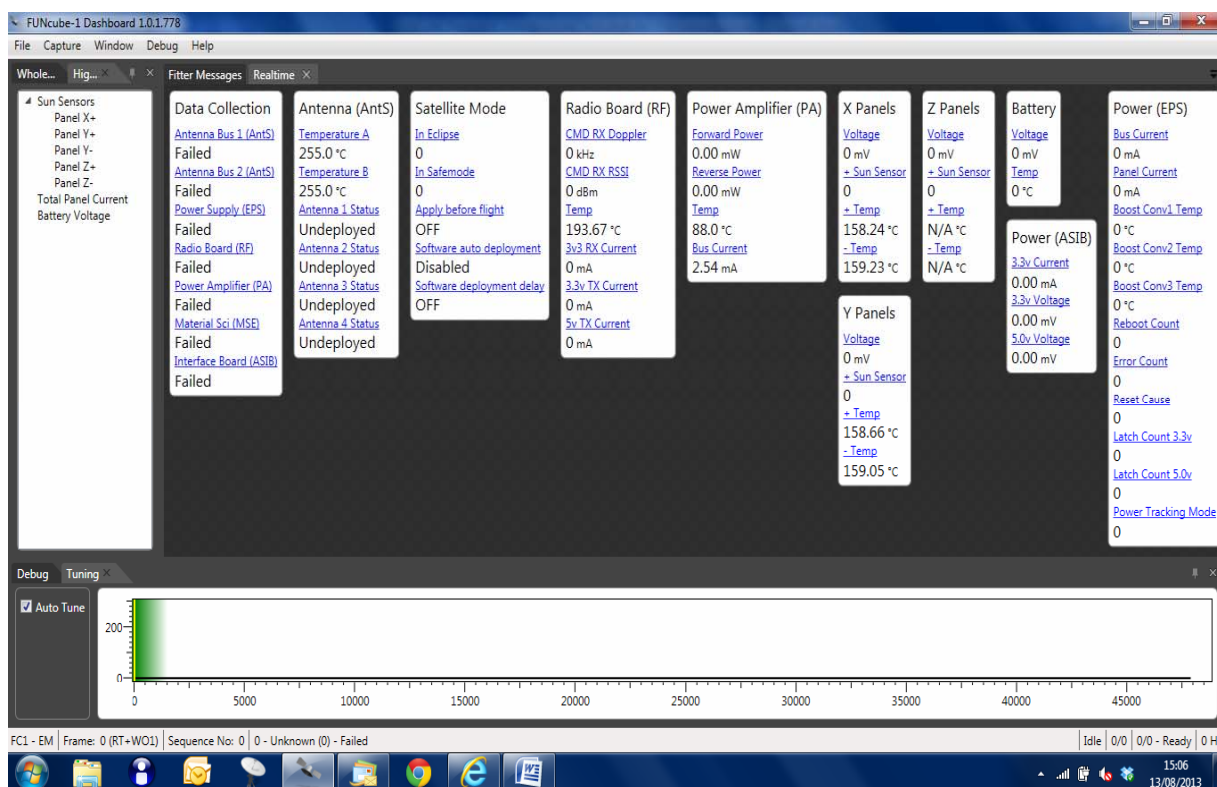 FUNcube-1 Dashboard 1.0.1.778
File Capture Window Debug Help
Whole... Hig...
Fitter Messages Realtime
Sun Sensors
Panel X+
Panel Y+
Panel Y-
Panel Z+
Panel Z-
Total Panel Current
Battery Voltage
Data Collection
Antenna Bus 1 (AntS)
Failed
Antenna Bus 2 (AntS)
Failed
Power Supply (EPS)
Failed
Radio Board (RF)
Failed
Power Amplifier (PA)
Failed
Material Sci (MSE)
Failed
Interface Board (ASIB)
Failed
Antenna (AntS)
Temperature A
255.0 °C
Temperature B
255.0 °C
Antenna 1 Status
Undeployed
Antenna 2 Status
Undeployed
Antenna 3 Status
Undeployed
Antenna 4 Status
Undeployed
Satellite Mode
In Eclipse
0
In Safemode
0
Apply before flight
OFF
Software auto deployment
Disabled
Software deployment delay
OFF
Radio Board (RF)
CMD RX Doppler
0 kHz
CMD RX RSSI
0 dBm
Temp
193.67 °C
3v3 RX Current
0 mA
3.3v TX Current
0 mA
5v TX Current
0 mA
Power Amplifier (PA)
Forward Power
0.00 mW
Reverse Power
0.00 mW
Temp
88.0 °C
Bus Current
2.54 mA
X Panels
Voltage
0 mV
+ Sun Sensor
0
+ Temp
158.24 °C
- Temp
159.23 °C
Y Panels
Voltage
0 mV
+ Sun Sensor
0
+ Temp
158.66 °C
- Temp
159.05 °C
Z Panels
Voltage
0 mV
+ Sun Sensor
0
+ Temp
N/A °C
- Temp
N/A °C
Battery
Voltage
0 mV
Temp
0 °C
Power (ASIB)
3.3v Current
0.00 mA
3.3v Voltage
0.00 mV
5.0v Voltage
0.00 mV
Power (EPS)
Bus Current
0 mA
Panel Current
0 mA
Boost Conv1 Temp
0 °C
Boost Conv2 Temp
0 °C
Boost Conv3 Temp
0 °C
Reboot Count
0
Error Count
0
Reset Cause
0
Latch Count 3.3v
0
Latch Count 5.0v
0
Power Tracking Mode
0
Debug Tuning
Auto Tune
200
0
0 5000 10000 15000 20000 25000 30000 35000 40000 45000
FC1 - EM Frame: 0 (RT+WO1) Sequence No: 0 0 - Unknown (0) - Failed Idle 0/0 0/0 - Ready 0 H
15:06
13/08/2013